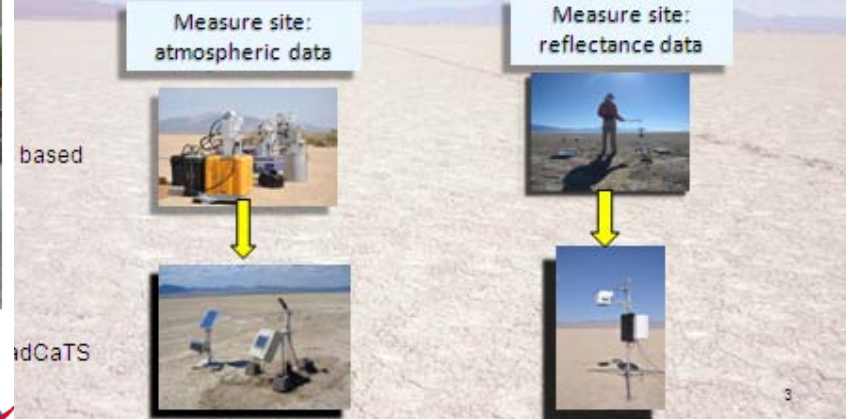 Measure site:
atmospheric data
Measure site:
reflectance data
based
adCaTS
3